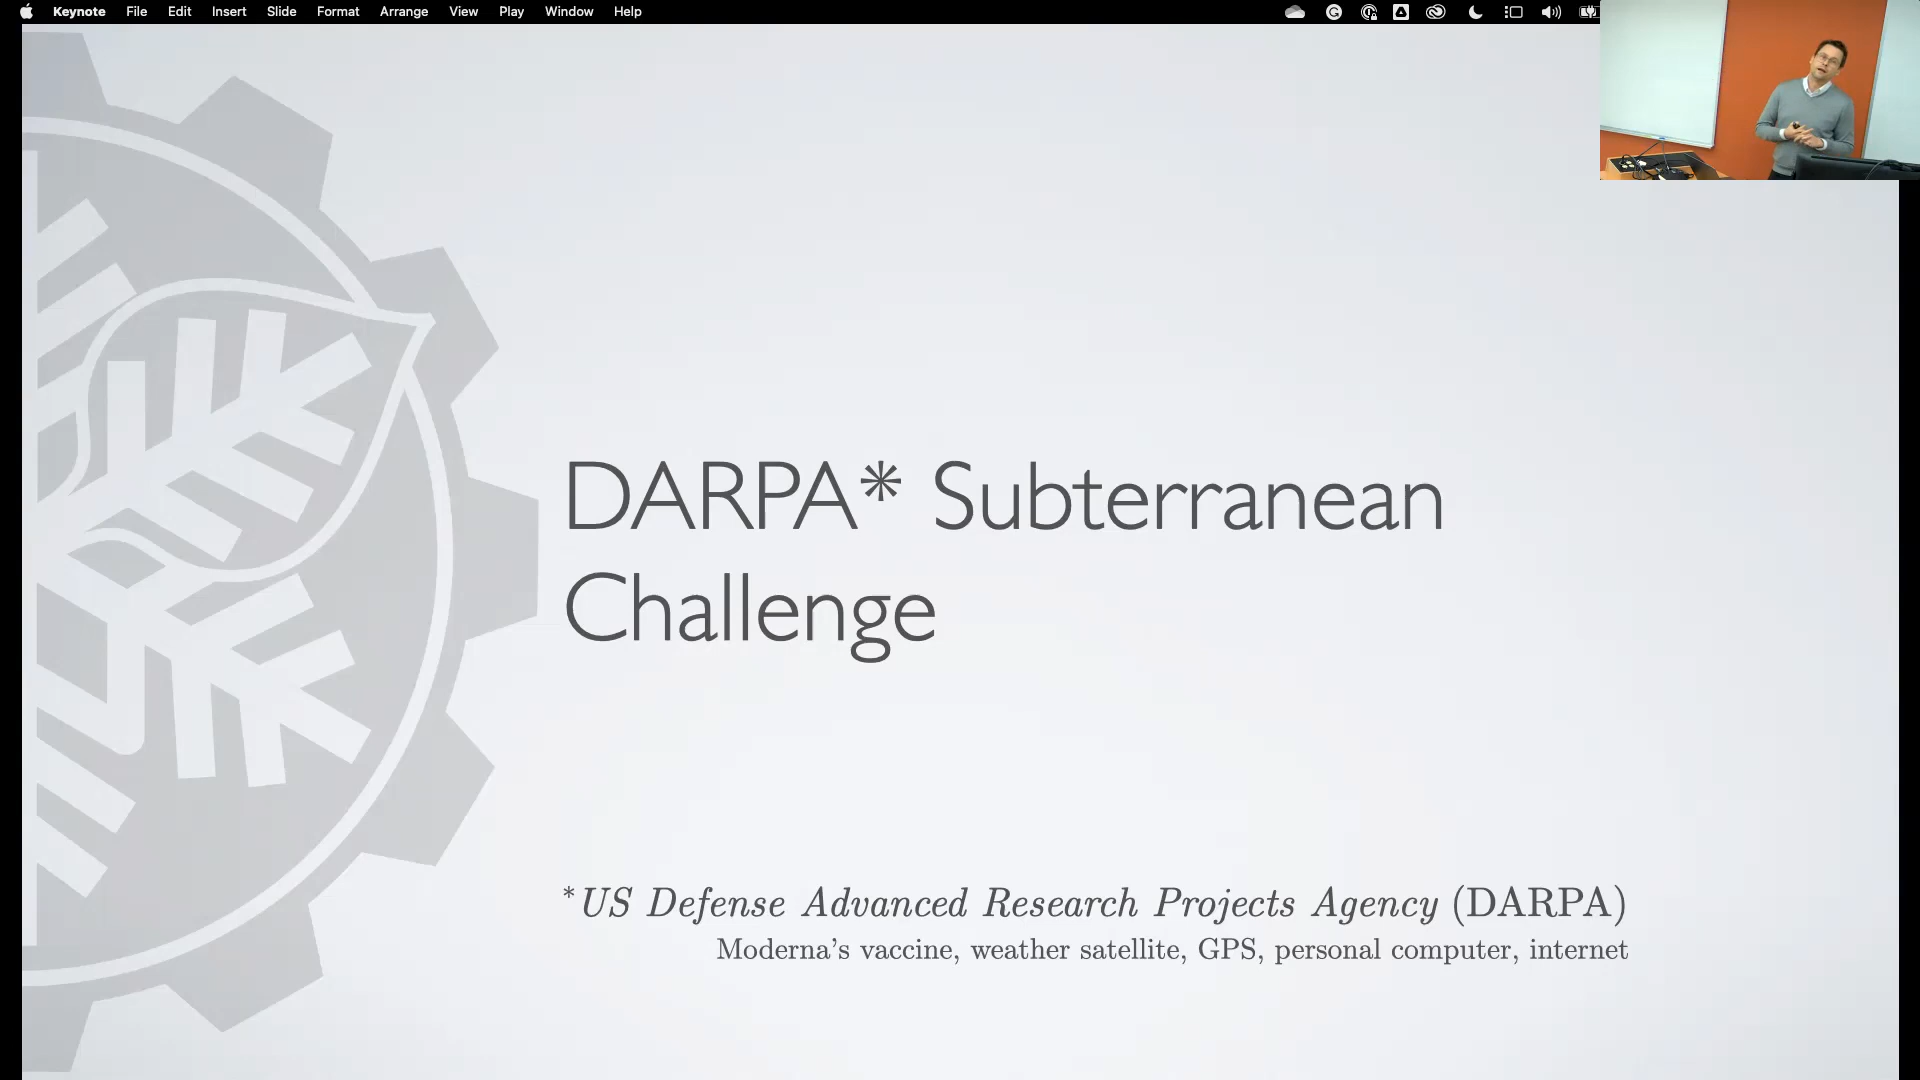 Keynote File Edit Insert Slide Format Arrange View Play Window Help
DARPA* Subterranean
Challenge
*US Defense Advanced Research Projects Agency (DARPA)
Moderna's vaccine, weather satellite, GPS, personal computer, internet